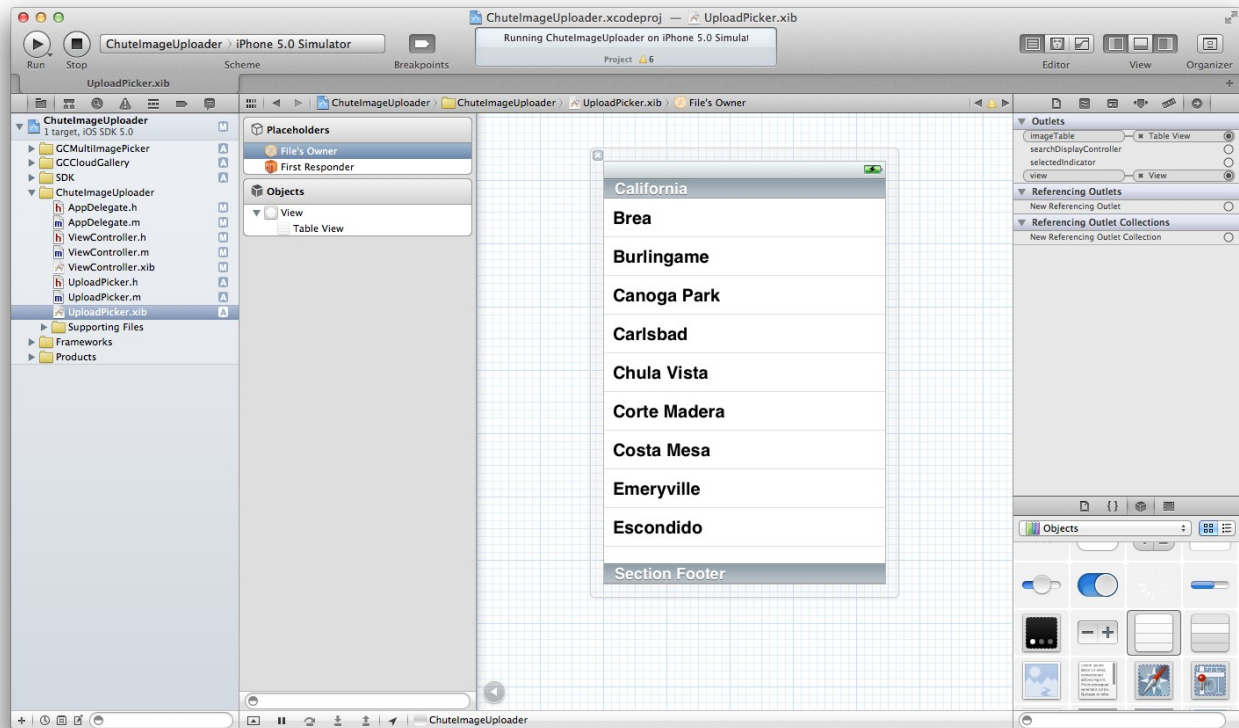 ChuteImageUploader.xcodeproj — UploadPicker.xib
ChuteImageUploader › iPhone 5.0 Simulator
Running ChuteImageUploader on iPhone 5.0 Simulat
Project 6
Run Stop Scheme Breakpoints Editor View Organizer
UploadPicker.xib
ChuteImageUploader
1 target, iOS SDK 5.0
M
GCMultiImagePicker A
GCCloudGallery A
SDK A
ChuteImageUploader
h AppDelegate.h M
m AppDelegate.m M
h ViewController.h M
m ViewController.m M
ViewController.xib M
h UploadPicker.h A
m UploadPicker.m A
UploadPicker.xib A
Supporting Files
Frameworks
Products
ChuteImageUploader › ChuteImageUploader › UploadPicker.xib › File's Owner
Placeholders
File's Owner
First Responder
Objects
View
Table View
California
Brea
Burlingame
Canoga Park
Carlsbad
Chula Vista
Corte Madera
Costa Mesa
Emeryville
Escondido
Section Footer
Outlets
imageTable Table View
searchDisplayController
selectedIndicator
view View
Referencing Outlets
New Referencing Outlet
Referencing Outlet Collections
New Referencing Outlet Collection
Objects
ChuteImageUploader